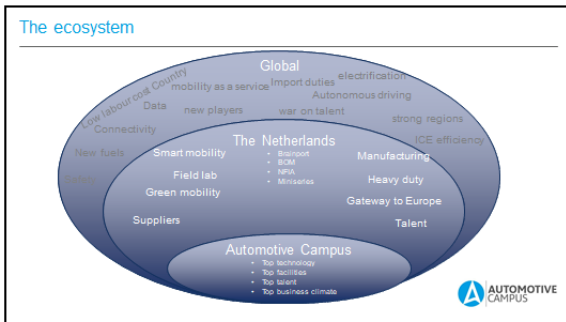 The ecosystem
Global
Low labour cost Country
mobility as a service
Import duties
electrification
Data
Autonomous driving
new players
war on talent
strong regions
Connectivity
ICE efficiency
New fuels
The Netherlands
• Brainport
• BOM
• NFIA
• Miniseries
Smart mobility
Manufacturing
Field lab
Heavy duty
Green mobility
Gateway to Europe
Suppliers
Talent
Automotive Campus
• Top technology
• Top facilities
• Top talent
• Top business climate
AUTOMOTIVE
CAMPUS